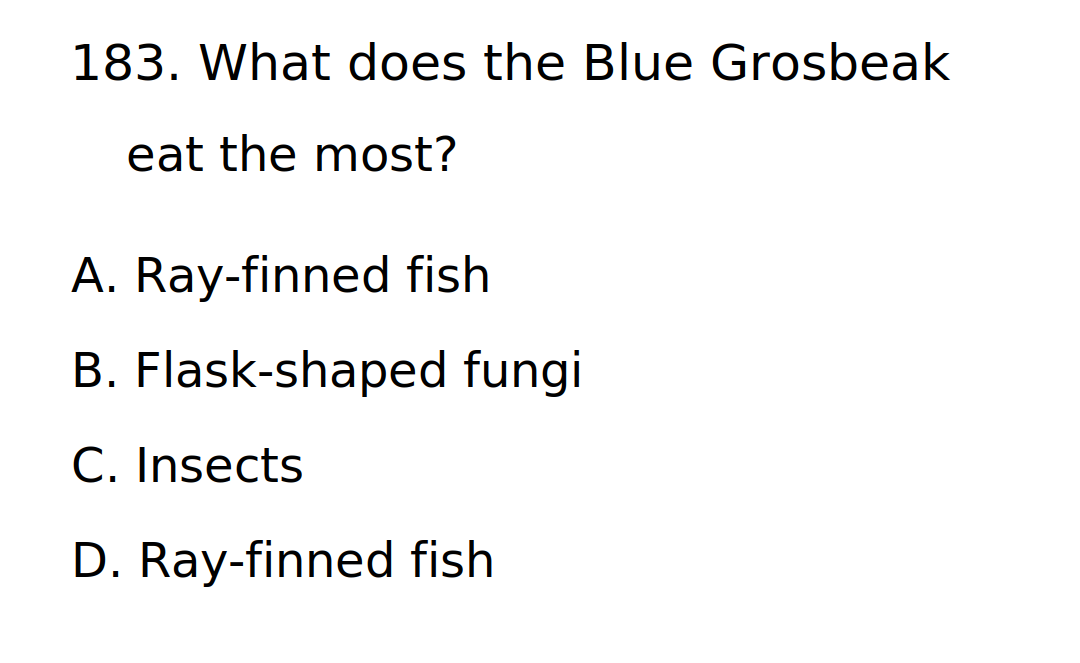 183. What does the Blue Grosbeak
eat the most?
A. Ray-finned fish
B. Flask-shaped fungi
C. Insects
D. Ray-finned fish